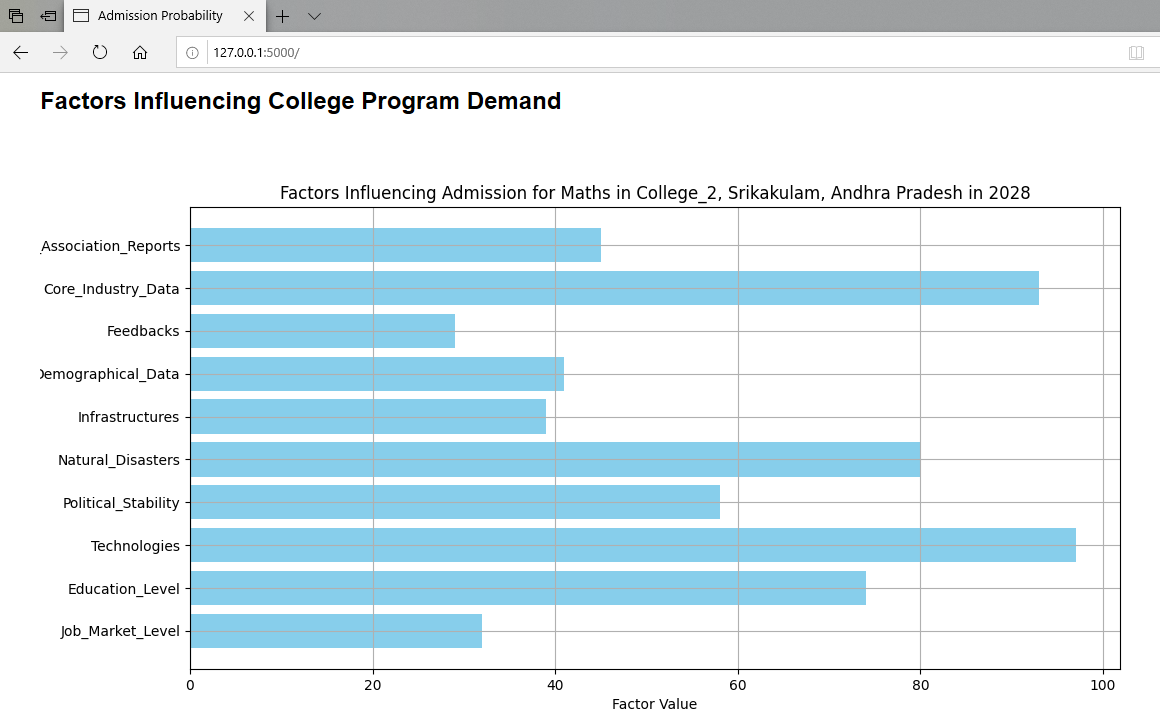 Admission Probability
127.0.0.1:5000/
Factors Influencing College Program Demand
Factors Influencing Admission for Maths in College_2, Srikakulam, Andhra Pradesh in 2028
_Association_Reports
Core_Industry_Data
Feedbacks
Demographical_Data
Infrastructures
Natural_Disasters
Political_Stability
Technologies
Education_Level
Job_Market_Level
0 20 40 60 80 100
Factor Value